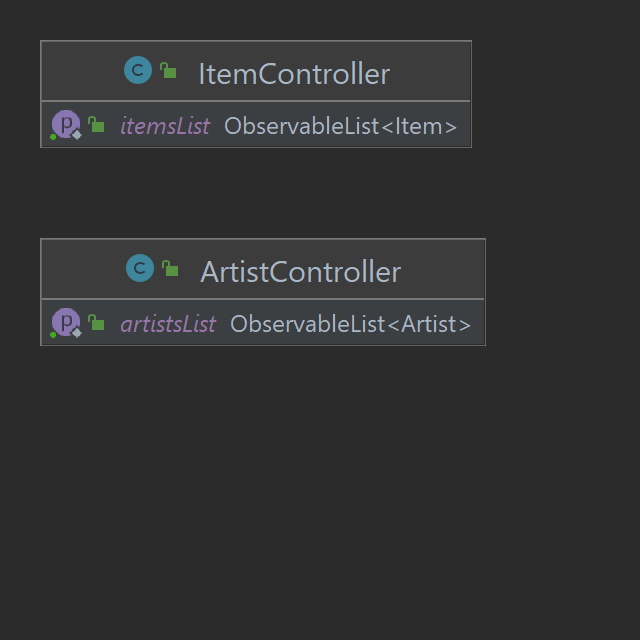 C ItemController
p itemsList ObservableList<Item>
C ArtistController
p artistsList ObservableList<Artist>